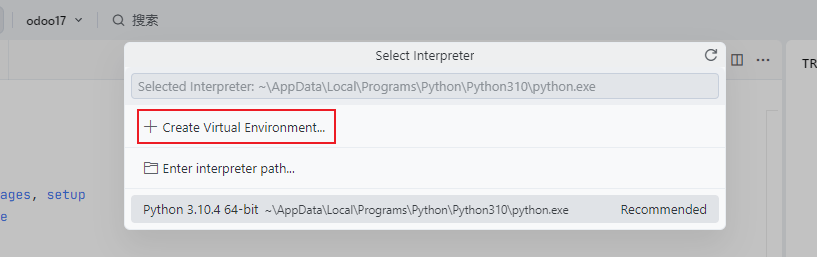 odoo17 搜索
Select Interpreter
Selected Interpreter: ~\AppData\Local\Programs\Python\Python310\python.exe
TR
Create Virtual Environment...
Enter interpreter path...
ages, setup
Python 3.10.4 64-bit ~\AppData\Local\Programs\Python\Python310\python.exe Recommended
e